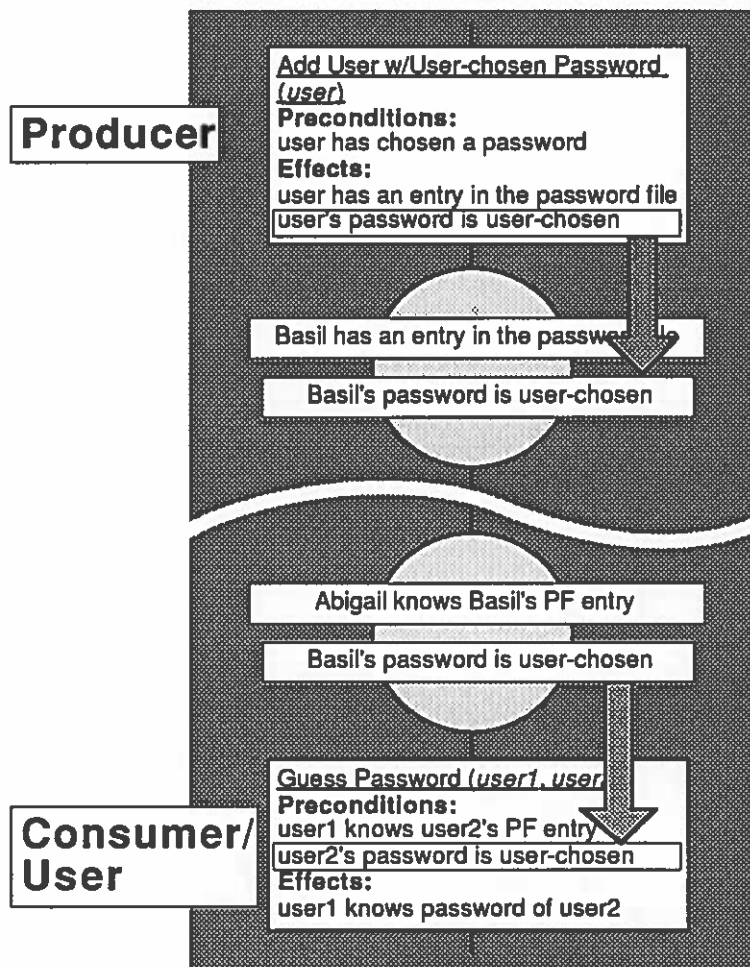 Producer
Add User w/User-chosen Password
(user)
Preconditions:
user has chosen a password
Effects:
user has an entry in the password file
user's password is user-chosen
Basil has an entry in the
Basil's password is user-chosen
Abigail knows Basil's PF entry
Basil's password is user-chosen
Consumer/
User
Guess Password (user1, user
Preconditions:
user1 knows user2's PF entry
user2's password is user-chosen
Effects:
user1 knows password of user2